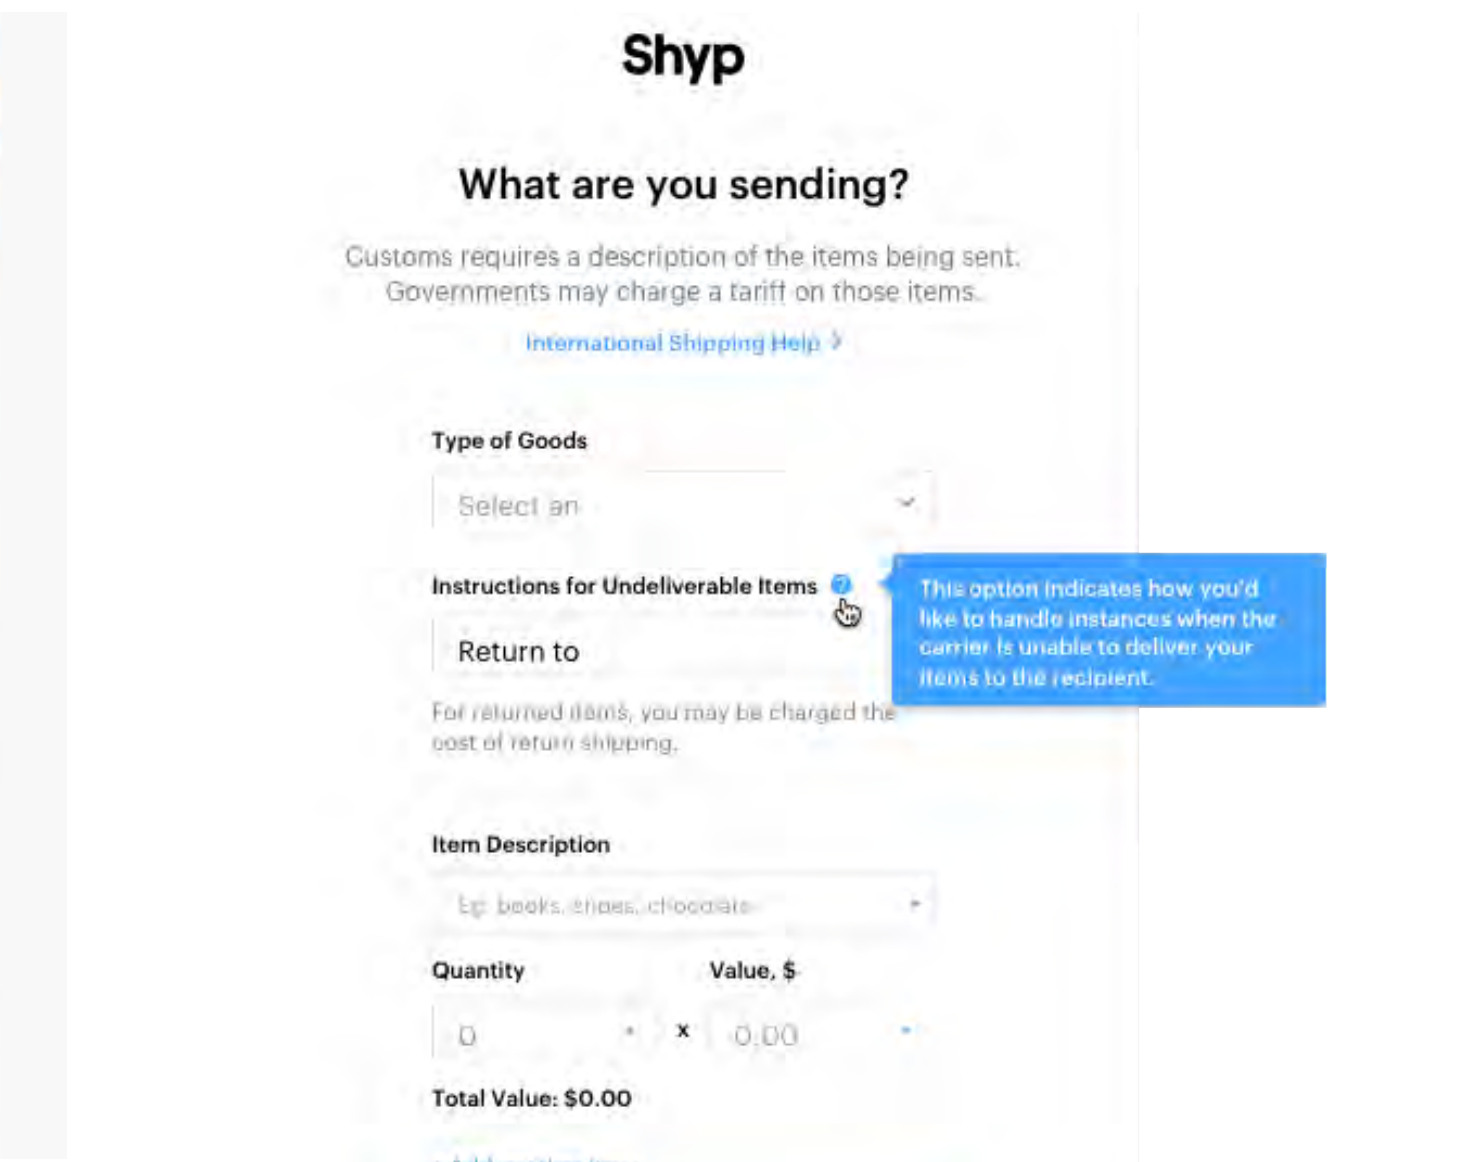 Shyp
What are you sending?
Customs requires a description of the items being sent.
Governments may charge a tariff on those items.
International Shipping Help
Type of Goods
Select an
Instructions for Undeliverable Items ?
This option indicates how you'd
like to handle instances when the
carrier is unable to deliver your
items to the recipient.
Return to
For returned items, you may be charged the
cost of return shipping.
Item Description
Eg: books, shoes, chocolate
Quantity Value, $
0 x 0.00
Total Value: $0.00